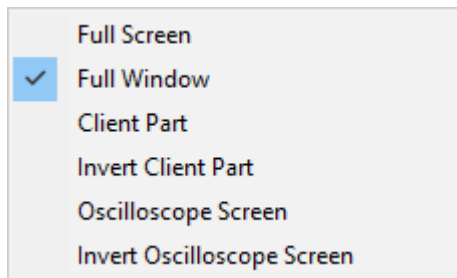 Full Screen
Full Window
Client Part
Invert Client Part
Oscilloscope Screen
Invert Oscilloscope Screen